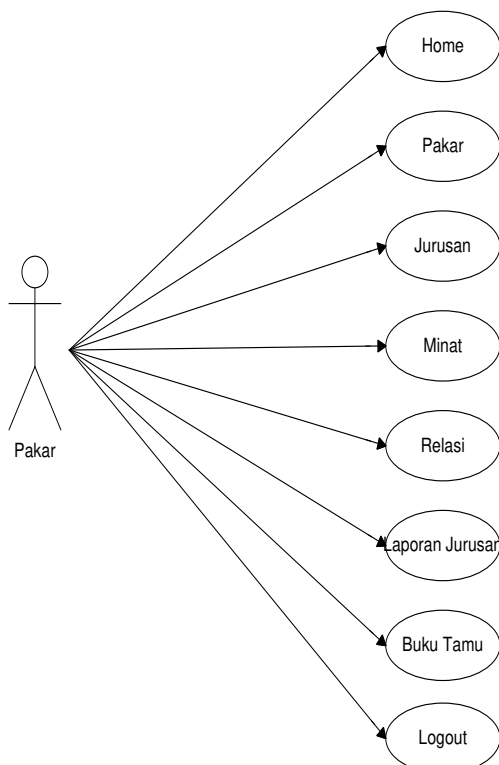 Home
Pakar
Jurusan
Minat
Pakar
Relasi
Laporan Jurusan
Buku Tamu
Logout